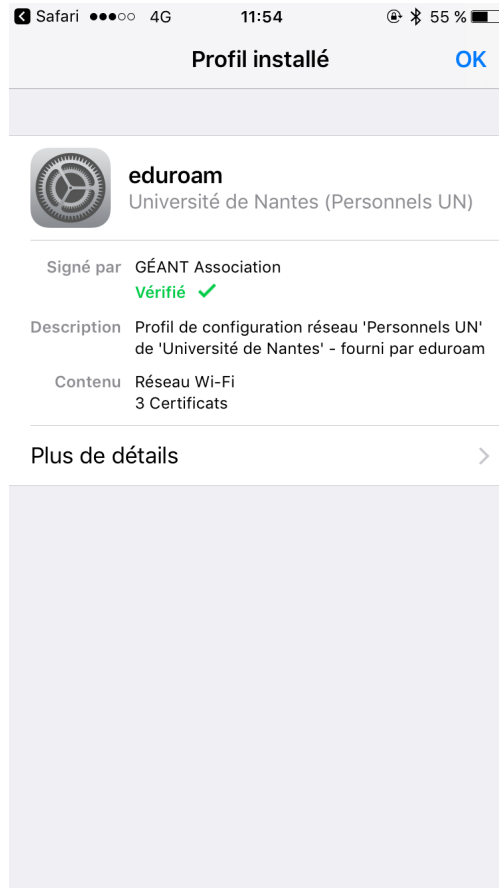 Safari 4G 11:54 55 %
Profil installé OK
eduroam
Université de Nantes (Personnels UN)
Signé par GÉANT Association
Vérifié
Description Profil de configuration réseau 'Personnels UN'
de 'Université de Nantes' - fourni par eduroam
Contenu Réseau Wi-Fi
3 Certificats
Plus de détails